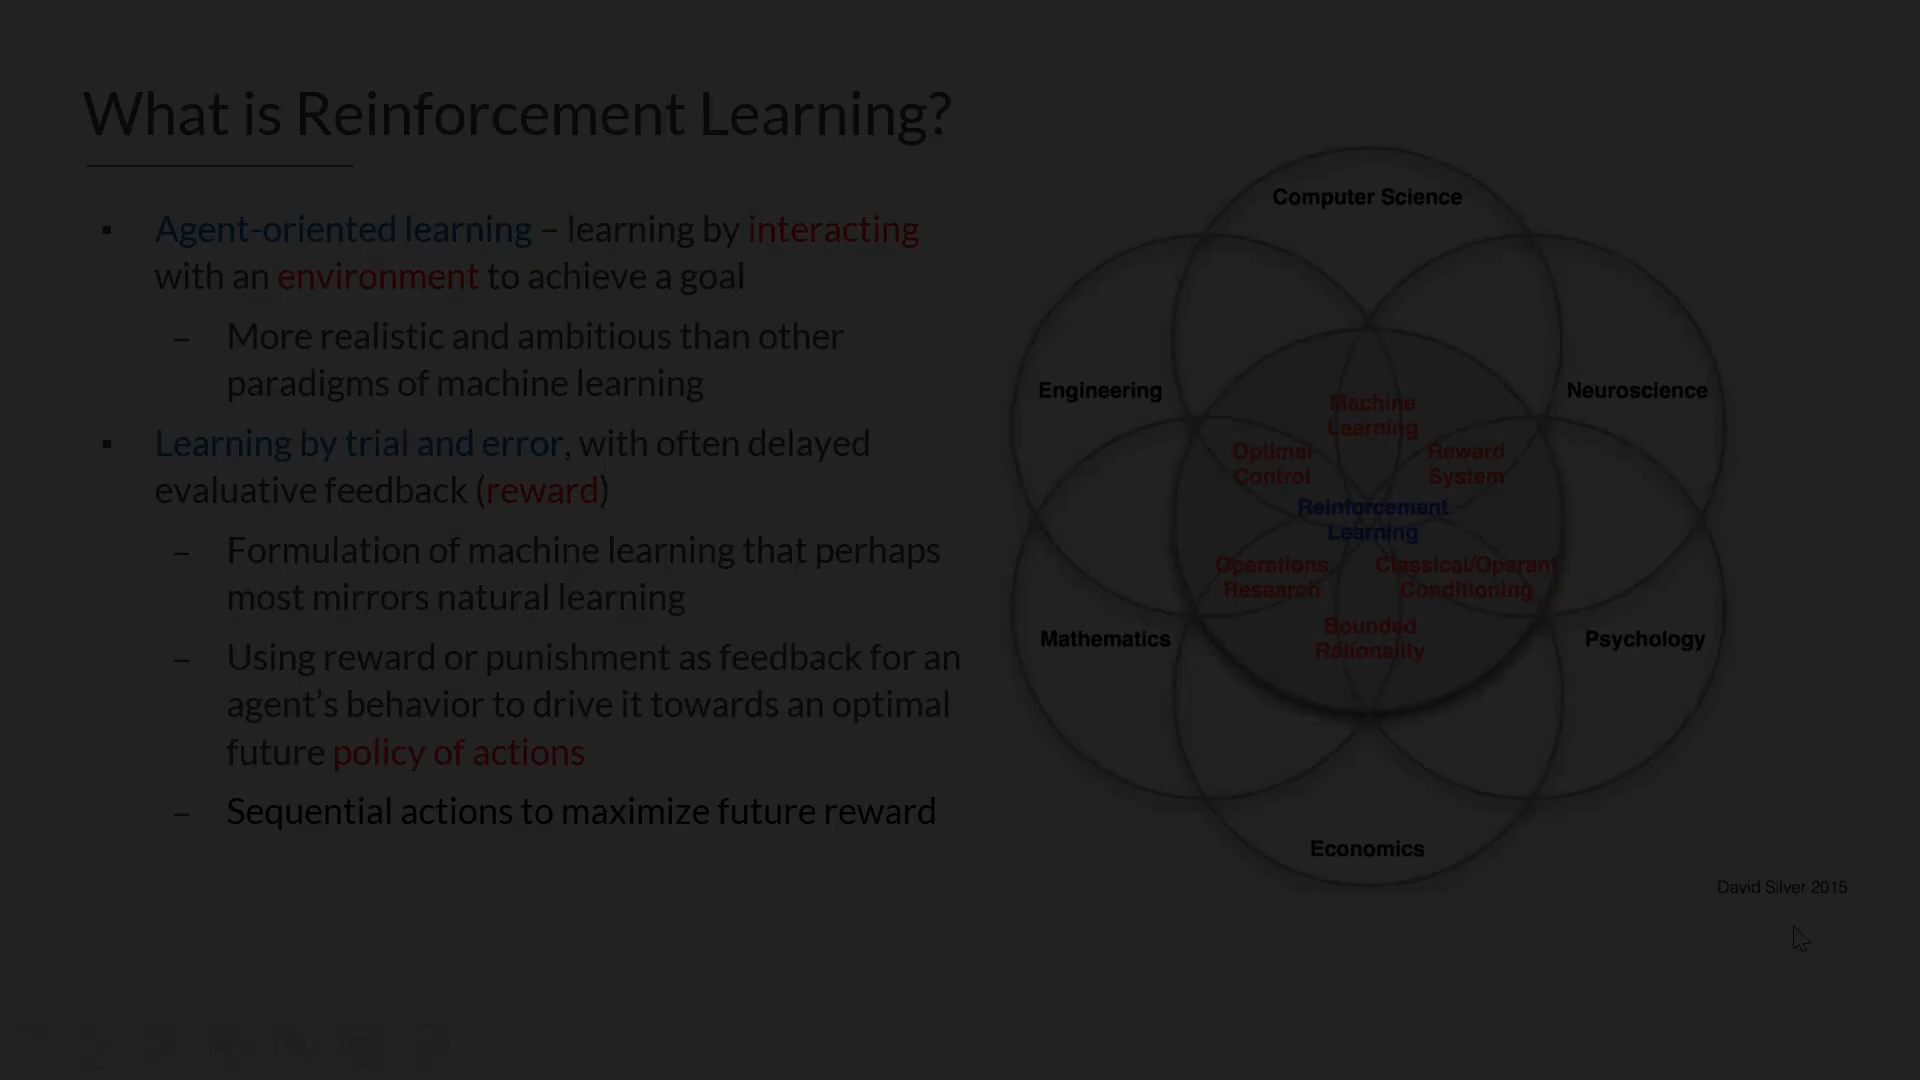 What is Reinforcement Learning?
▪ Agent-oriented learning – learning by interacting
with an environment to achieve a goal
– More realistic and ambitious than other
paradigms of machine learning
▪ Learning by trial and error, with often delayed
evaluative feedback (reward)
– Formulation of machine learning that perhaps
most mirrors natural learning
– Using reward or punishment as feedback for an
agent’s behavior to drive it towards an optimal
future policy of actions
– Sequential actions to maximize future reward
Computer Science
Engineering
Neuroscience
Machine
Learning
Optimal
Control
Reward
System
Reinforcement
Learning
Operations
Research
Classical/Operant
Conditioning
Bounded
Rationality
Mathematics
Psychology
Economics
David Silver 2015